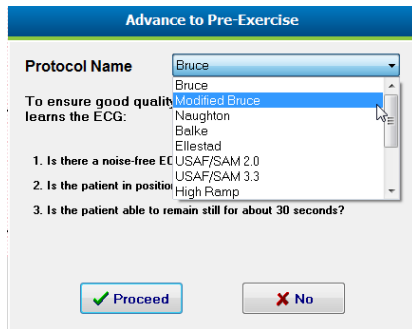 Advance to Pre-Exercise
Protocol Name
Bruce
Bruce
Modified Bruce
Naughton
Balke
Ellestad
USAF/SAM 2.0
USAF/SAM 3.3
High Ramp
To ensure good quality
learns the ECG:
1. Is there a noise-free EC
2. Is the patient in position
3. Is the patient able to remain still for about 30 seconds?
Proceed
No